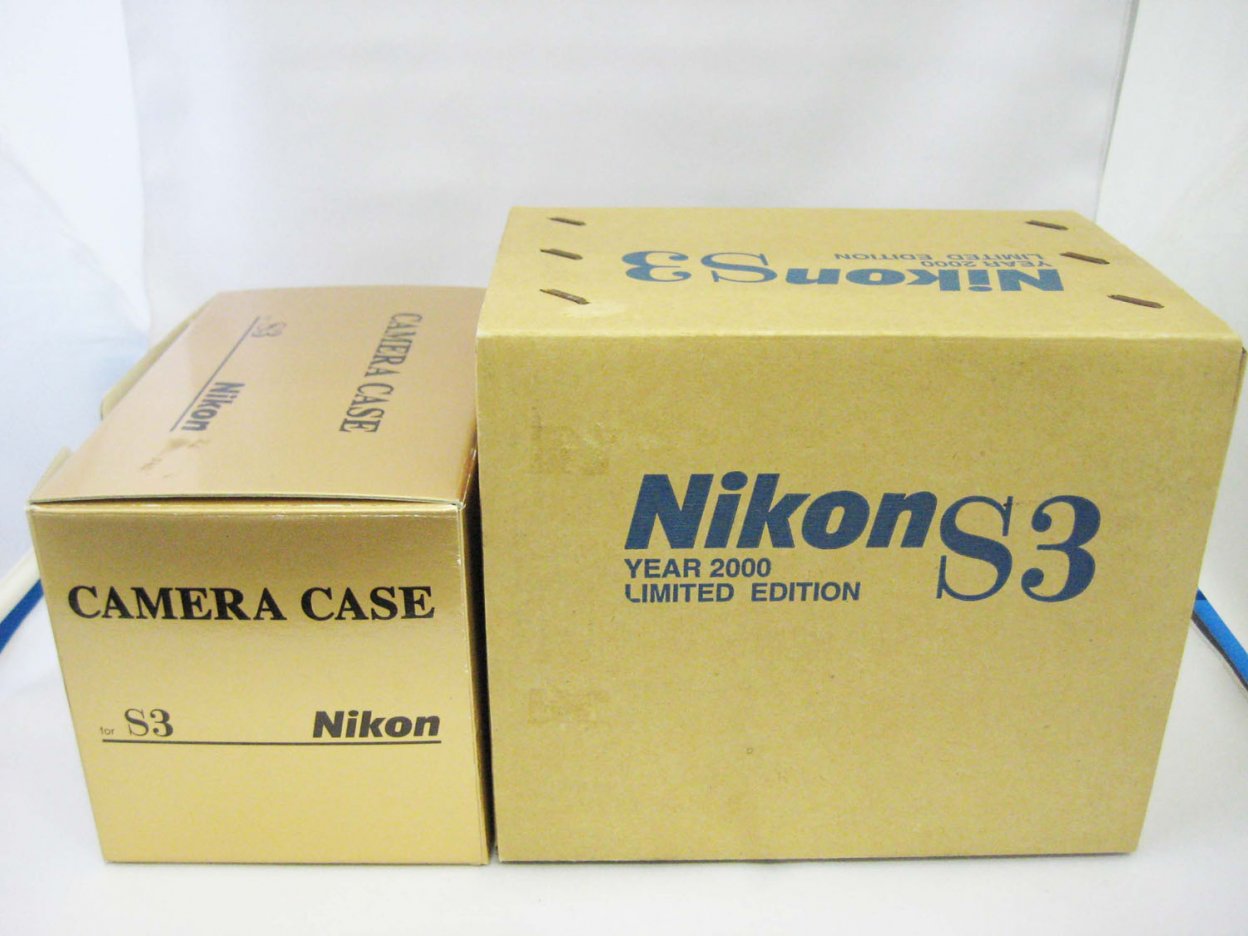 CAMERA CASE
for S3 Nikon
CAMERA CASE
for S3 Nikon
Nikon S3
YEAR 2000
LIMITED EDITION
Nikon S3
YEAR 2000
LIMITED EDITION